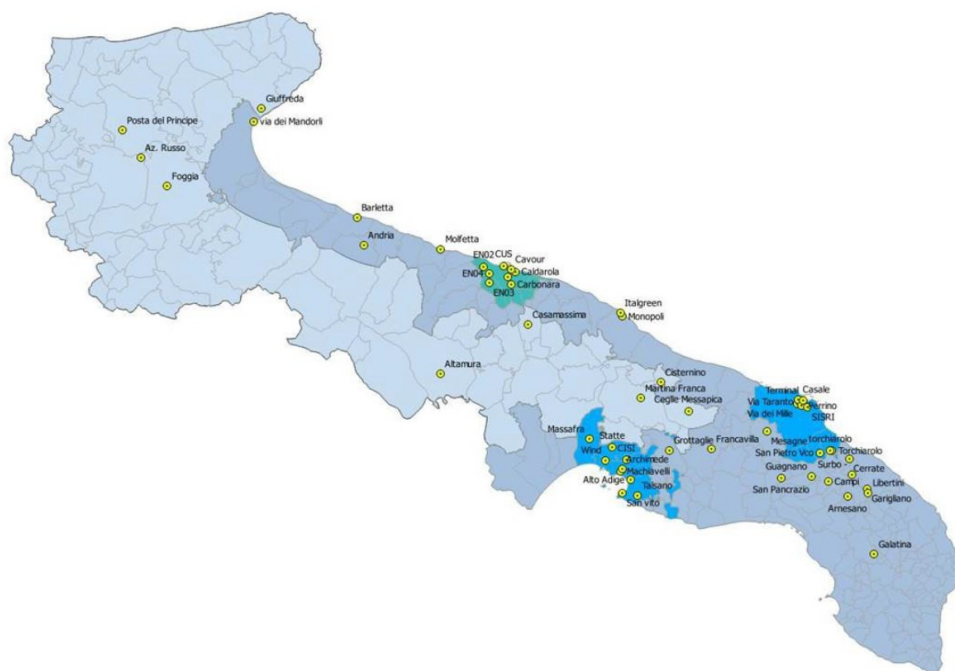 Giuffreda
via dei Mandorli
Posta del Principe
Az. Russo
Foggia
Barletta
Andria
Molfetta
EN02
CUS
Cavour
EN04
Caldarola
EN03
Carbonara
Italgreen
Monopoli
Casamassima
Altamura
Cisternino
Martina Franca
Ceglie Messapica
Terminal
Casale
Via Taranto
Perrino
Via dei Mille
SISRI
Massafra
Statte
Wind
CISI
Archimede
Grottaglie
Francavilla
Mesagne
torchiarolo
San Pietro Vco
Torchiarolo
Machiavelli
Alto Adige
Talsano
San vito
Guagnano
Surbo
Cerrate
San Pancrazio
Campi
Libertini
Garigliano
Arnesano
Galatina